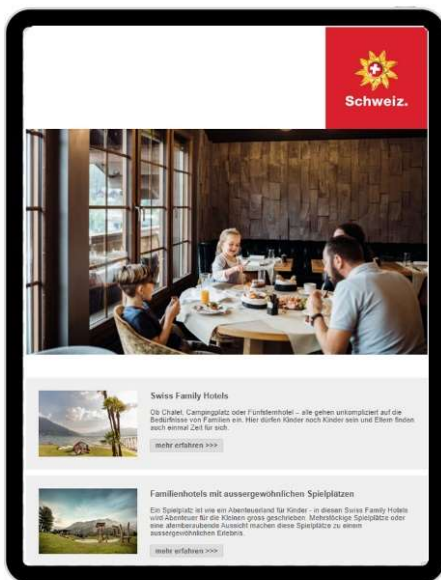 Schweiz.
Swiss Family Hotels
Ob Chalet, Campingplatz oder Fünfsternhotel – alle gehen unkompliziert auf die
Bedürfnisse von Familien ein. Hier dürfen Kinder noch Kinder sein und Eltern finden
auch einmal Zeit für sich.
mehr erfahren >>>
Familienhotels mit aussergewöhnlichen Spielplätzen
Ein Spielplatz ist wie ein Abenteuerland für Kinder - in diesen Swiss Family Hotels
wird Abenteuer für die Kleinen gross geschrieben. Mehrstöckige Spielplätze oder
eine atemberaubende Aussicht machen diese Spielplätze zu einem
aussergewöhnlichen Erlebnis.
mehr erfahren >>>